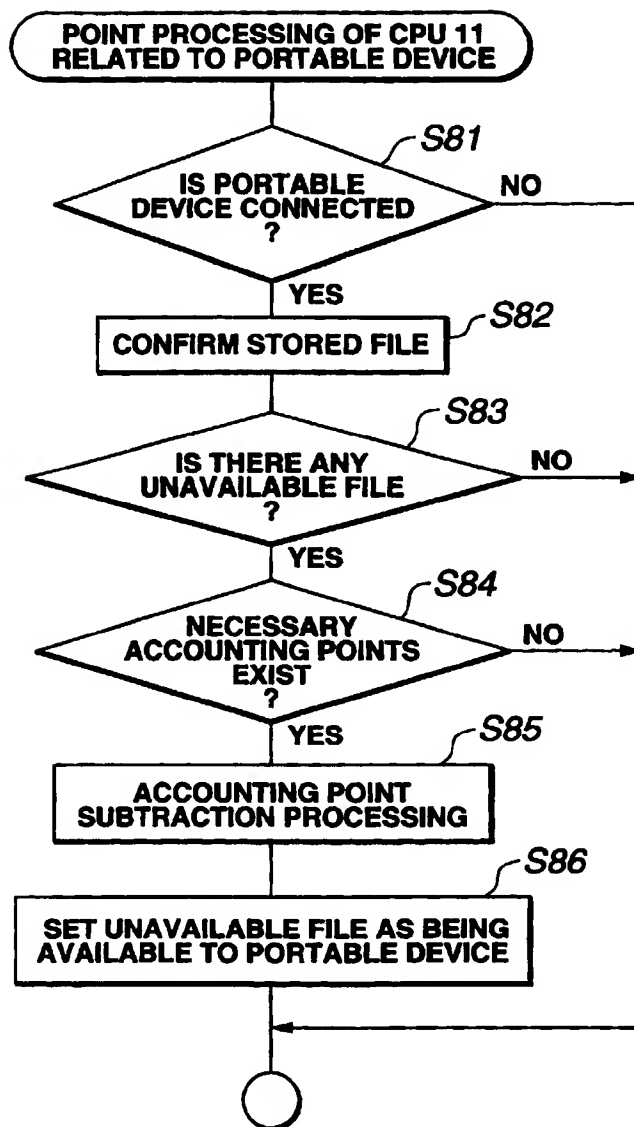 POINT PROCESSING OF CPU 11
RELATED TO PORTABLE DEVICE
S81
IS PORTABLE
DEVICE CONNECTED
?
NO
YES
S82
CONFIRM STORED FILE
S83
IS THERE ANY
UNAVAILABLE FILE
?
NO
YES
S84
NECESSARY
ACCOUNTING POINTS
EXIST
?
NO
YES
S85
ACCOUNTING POINT
SUBTRACTION PROCESSING
S86
SET UNAVAILABLE FILE AS BEING
AVAILABLE TO PORTABLE DEVICE